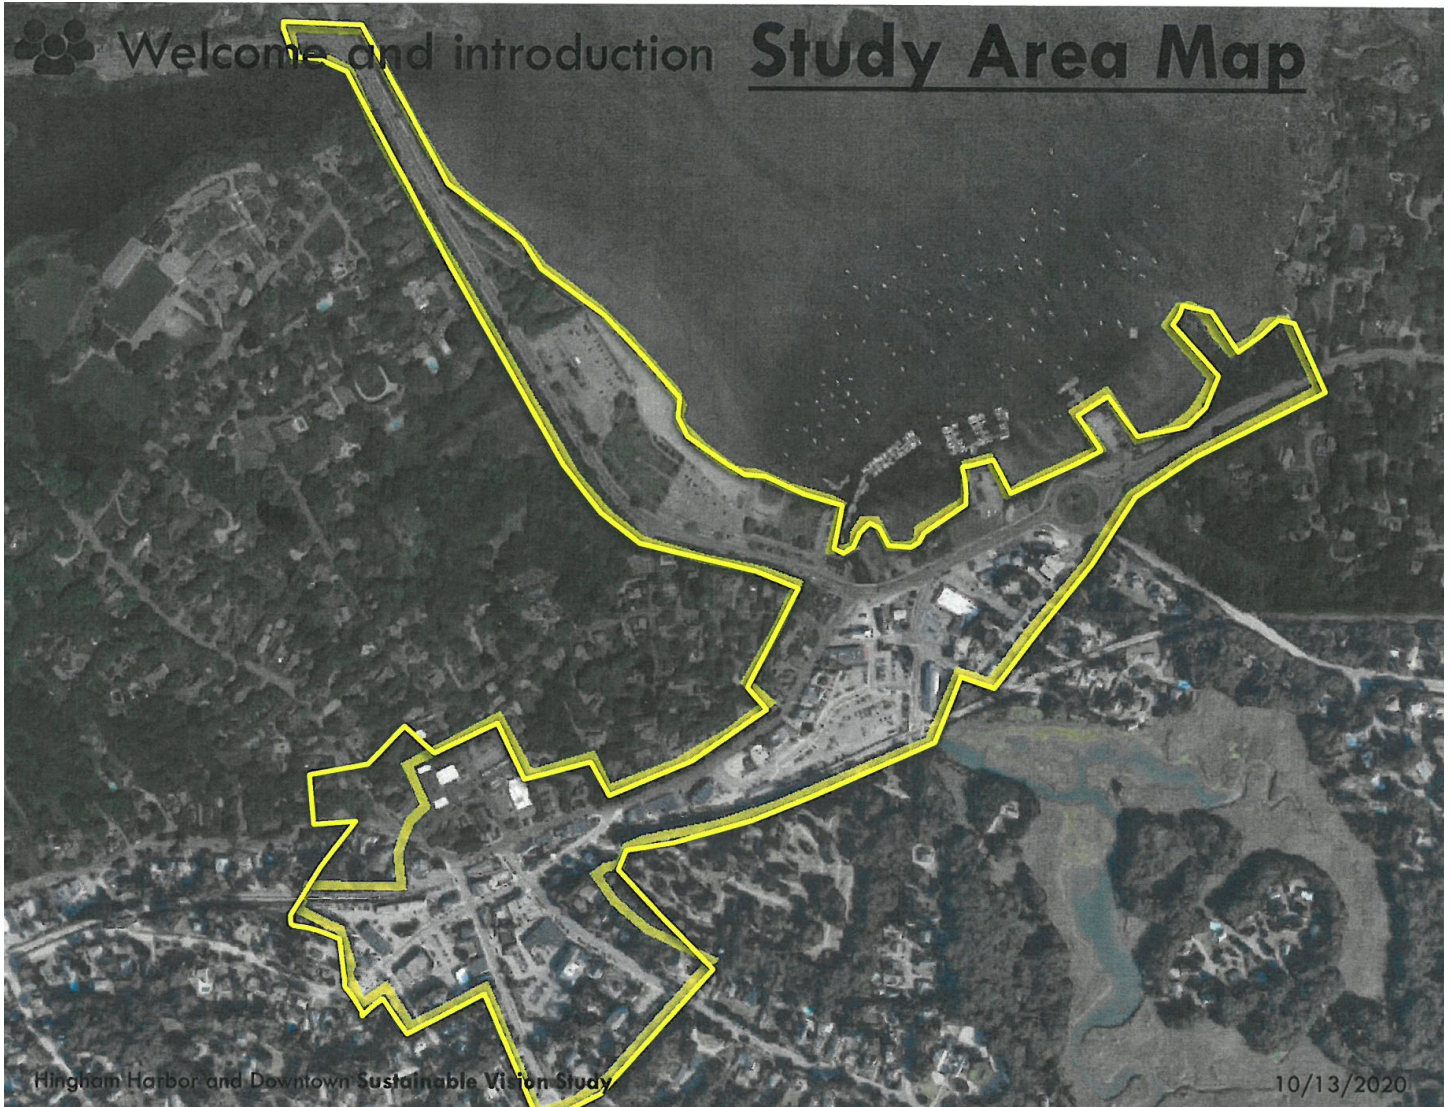 Welcome and introduction Study Area Map
Hingham Harbor and Downtown Sustainable Vision Study
10/13/2020